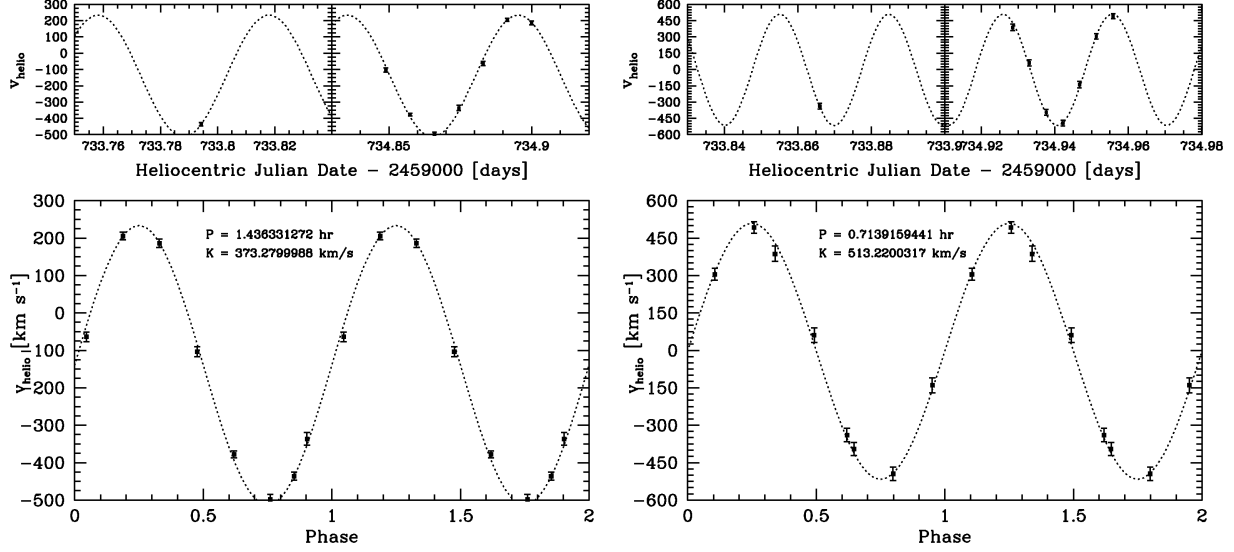 300
200
100
0
−100
−200
−300
−400
−500
v helio
733.76 733.78 733.8 733.82 734.85 734.9
Heliocentric Julian Date − 2459000 [days]
600
450
300
150
0
−150
−300
−450
−600
v helio
733.84 733.86 733.88 733.9 734.92 734.94 734.96 734.98
Heliocentric Julian Date − 2459000 [days]
300
200
100
0
−100
−200
−300
−400
−500
γ helio [km s⁻¹]
P = 1.436331272 hr
K = 373.2799988 km/s
0 0.5 1 1.5 2
Phase
600
450
300
150
0
−150
−300
−450
−600
γ helio [km s⁻¹]
P = 0.7139159441 hr
K = 513.2200317 km/s
0 0.5 1 1.5 2
Phase